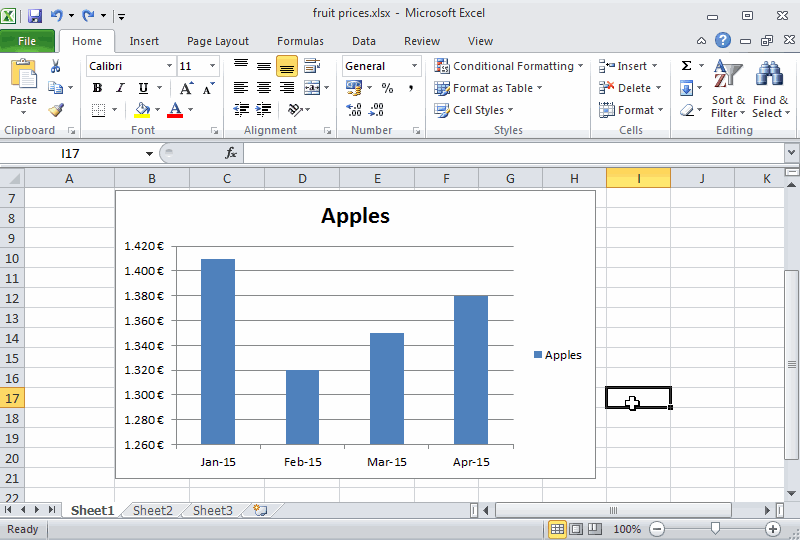 fruit prices.xlsx - Microsoft Excel
File Home Insert Page Layout Formulas Data Review View
Paste
Calibri 11
B I U
A A
A
General
% ,
Conditional Formatting
Format as Table
Cell Styles
Insert
Delete
Format
Σ
A
Z
Sort & Filter
Find & Select
Clipboard Font Alignment Number Styles Cells Editing
I17 fx
A B C D E F G H I J K
7
8
9
10
11
12
13
14
15
16
17
18
19
20
21
22
Apples
1.420 €
1.400 €
1.380 €
1.360 €
1.340 €
1.320 €
1.300 €
1.280 €
1.260 €
Jan-15 Feb-15 Mar-15 Apr-15
Apples
Sheet1 Sheet2 Sheet3
Ready 100%